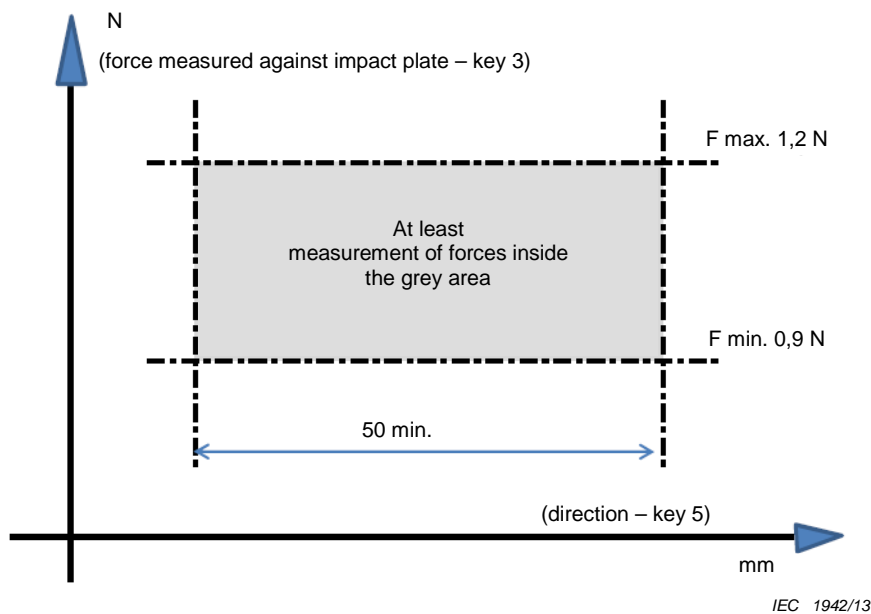 N
(force measured against impact plate – key 3)
F max. 1,2 N
At least
measurement of forces inside
the grey area
F min. 0,9 N
50 min.
(direction – key 5)
mm
IEC 1942/13